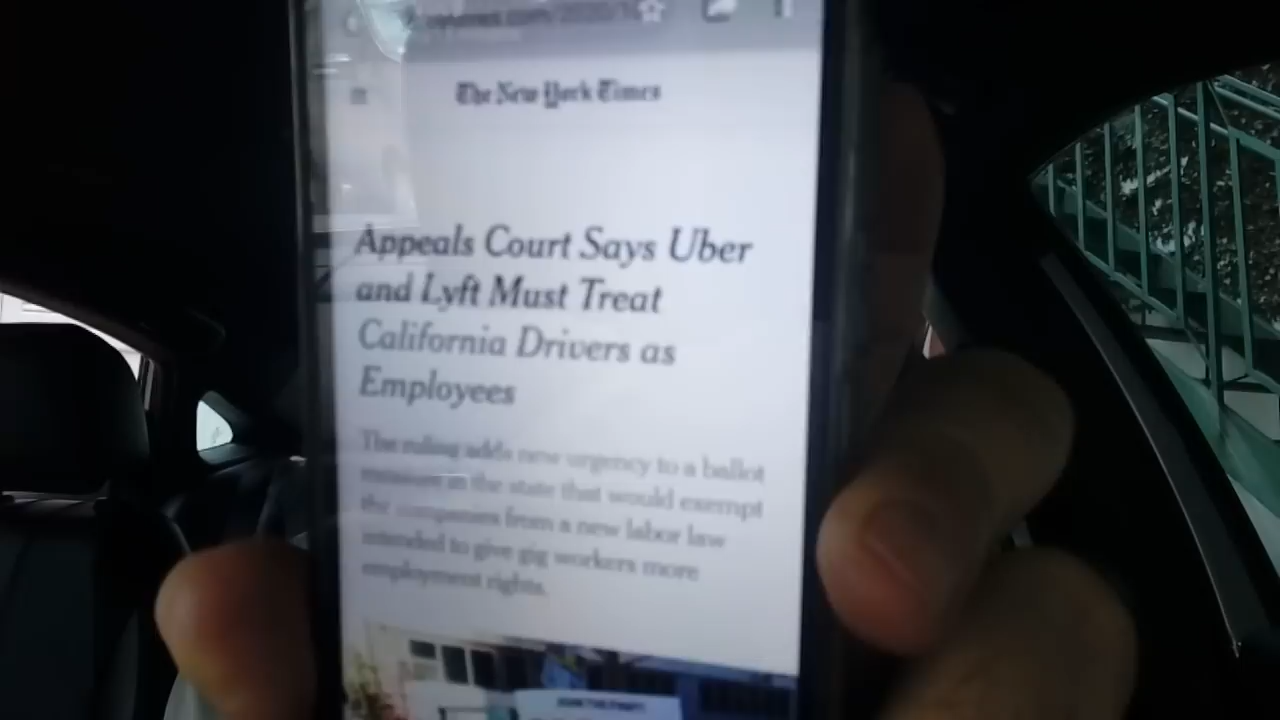 The New York Times
Appeals Court Says Uber
and Lyft Must Treat
California Drivers as
Employees
The ruling adds new urgency to a ballot
measure in the state that would exempt
the companies from a new labor law
intended to give gig workers more
employment rights.